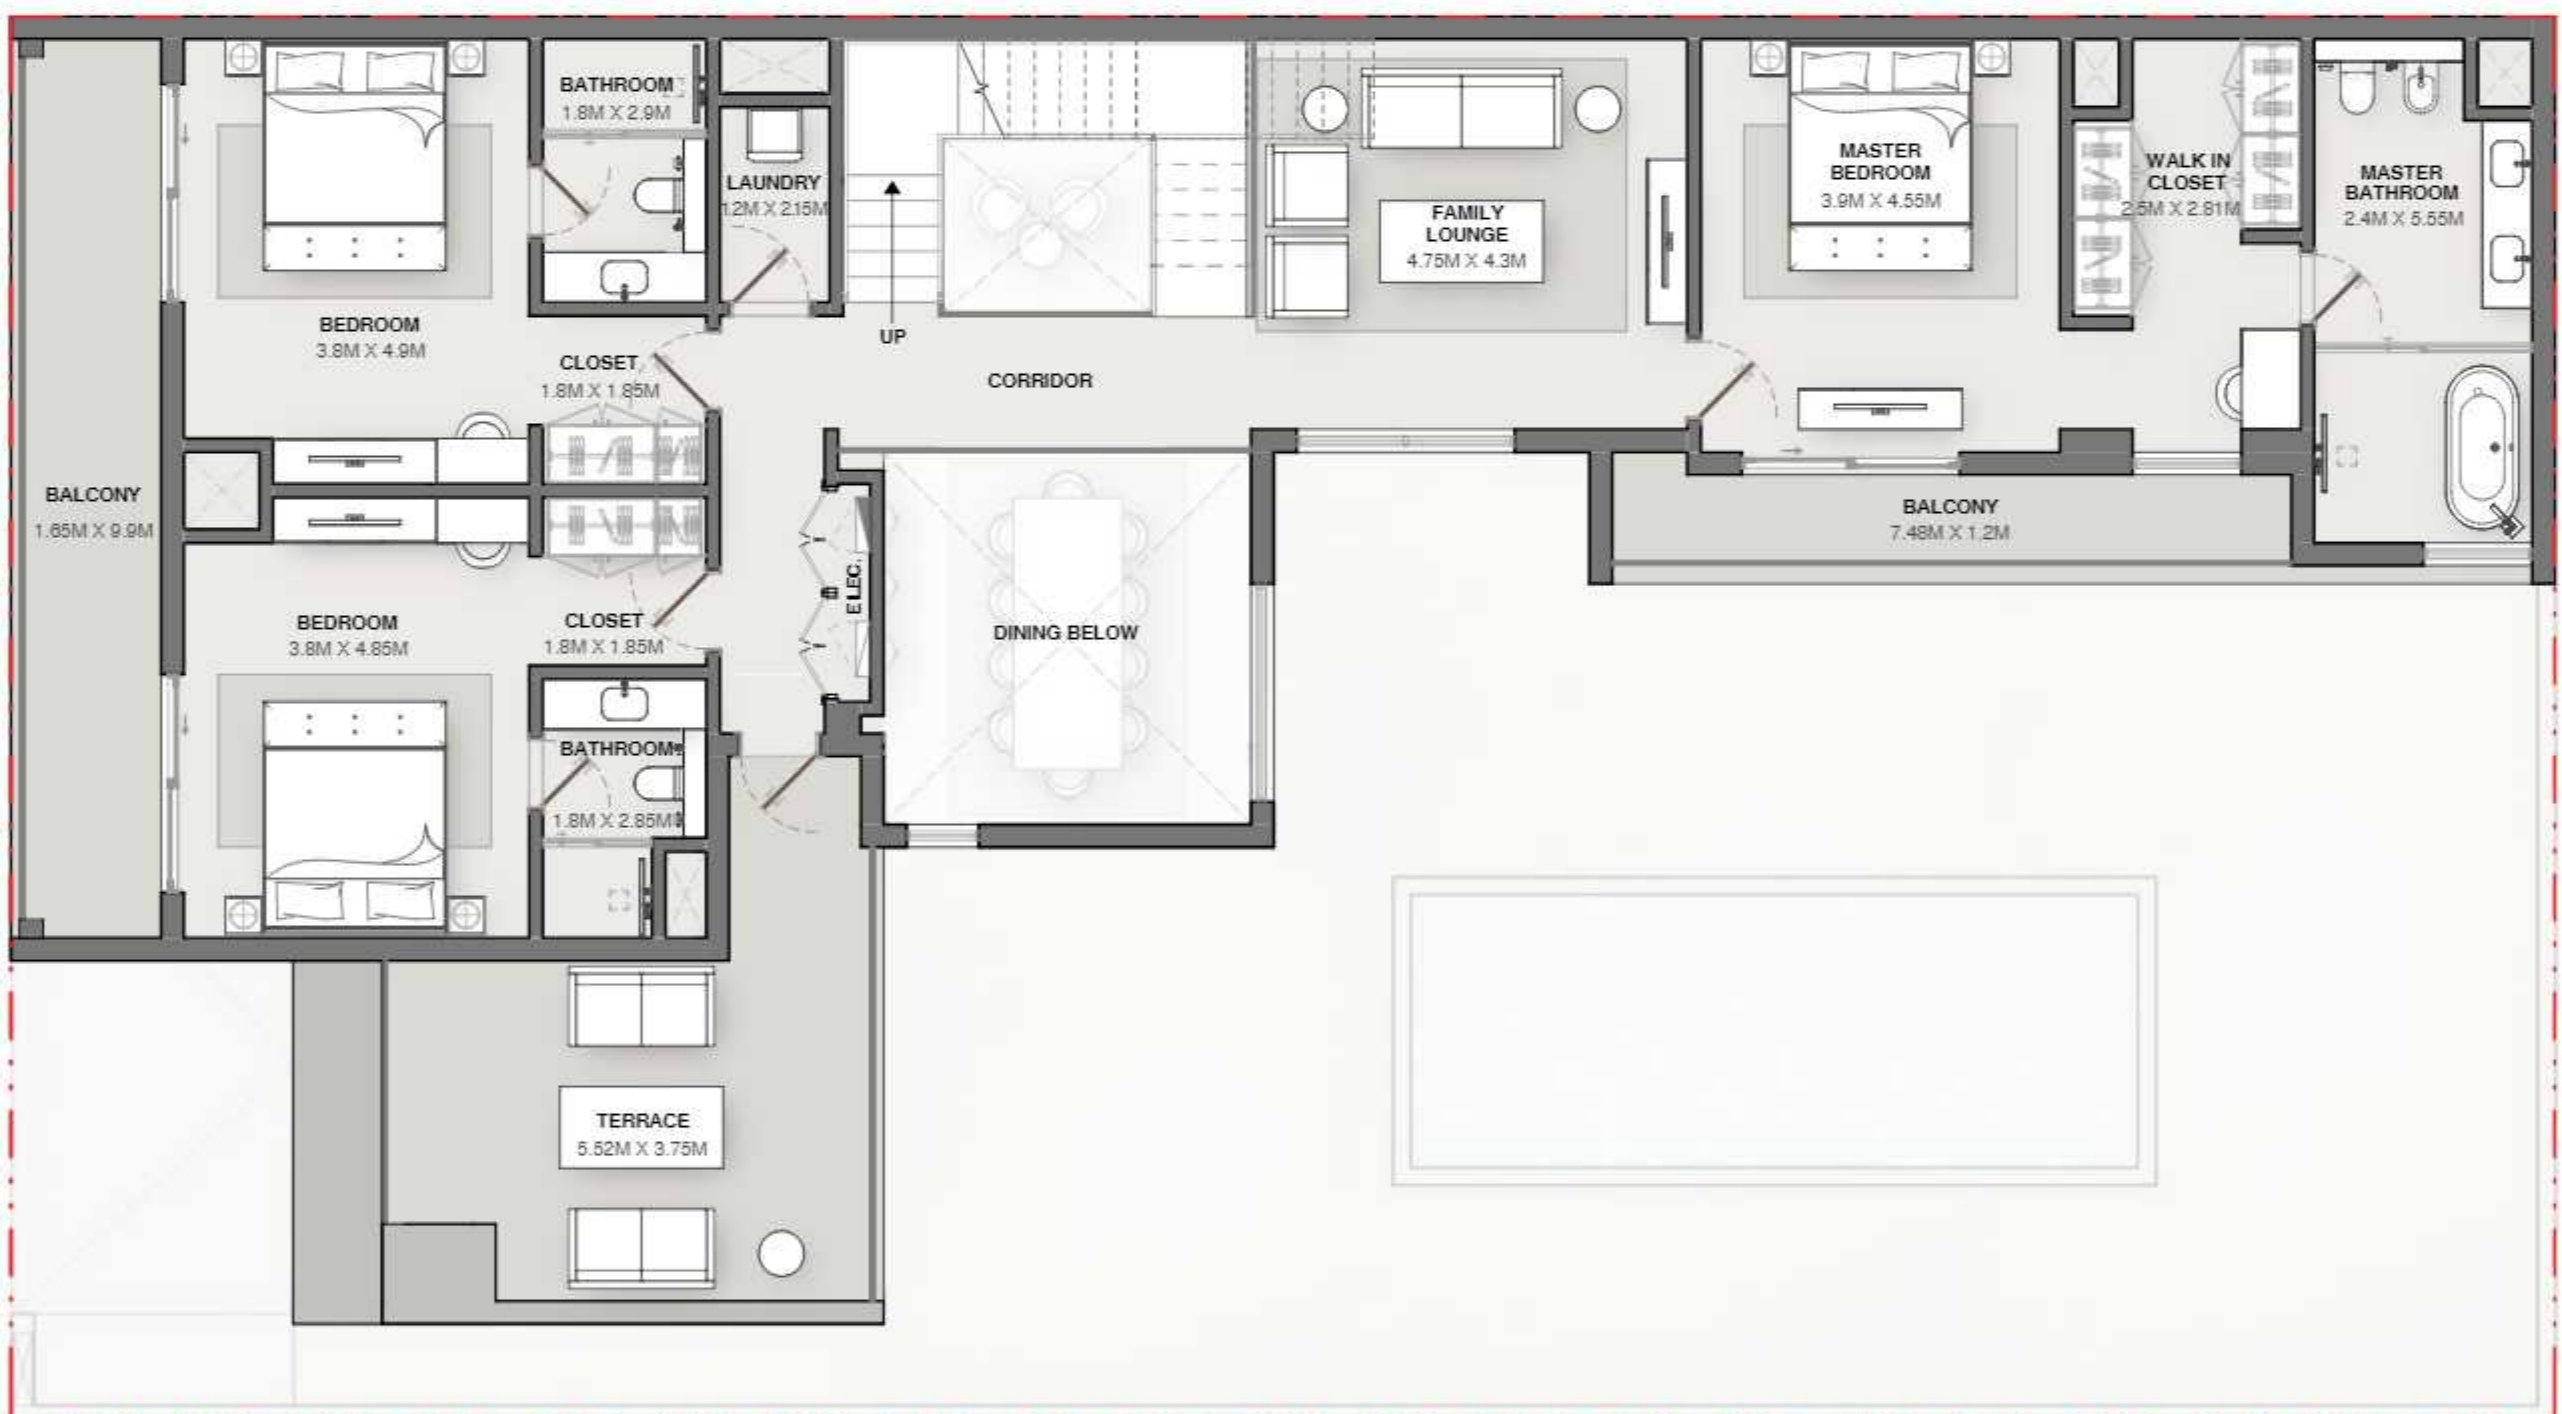 BATHROOM
1.8M X 2.9M
LAUNDRY
1.2M X 2.15M
UP
BEDROOM
3.8M X 4.9M
CLOSET
1.8M X 1.85M
CORRIDOR
FAMILY
LOUNGE
4.75M X 4.3M
MASTER
BEDROOM
3.9M X 4.55M
WALK IN
CLOSET
2.5M X 2.81M
MASTER
BATHROOM
2.4M X 5.55M
BALCONY
1.65M X 9.9M
BALCONY
7.48M X 1.2M
ELEC.
DINING BELOW
BEDROOM
3.8M X 4.85M
CLOSET
1.8M X 1.85M
BATHROOM
1.8M X 2.85M
TERRACE
5.52M X 3.75M